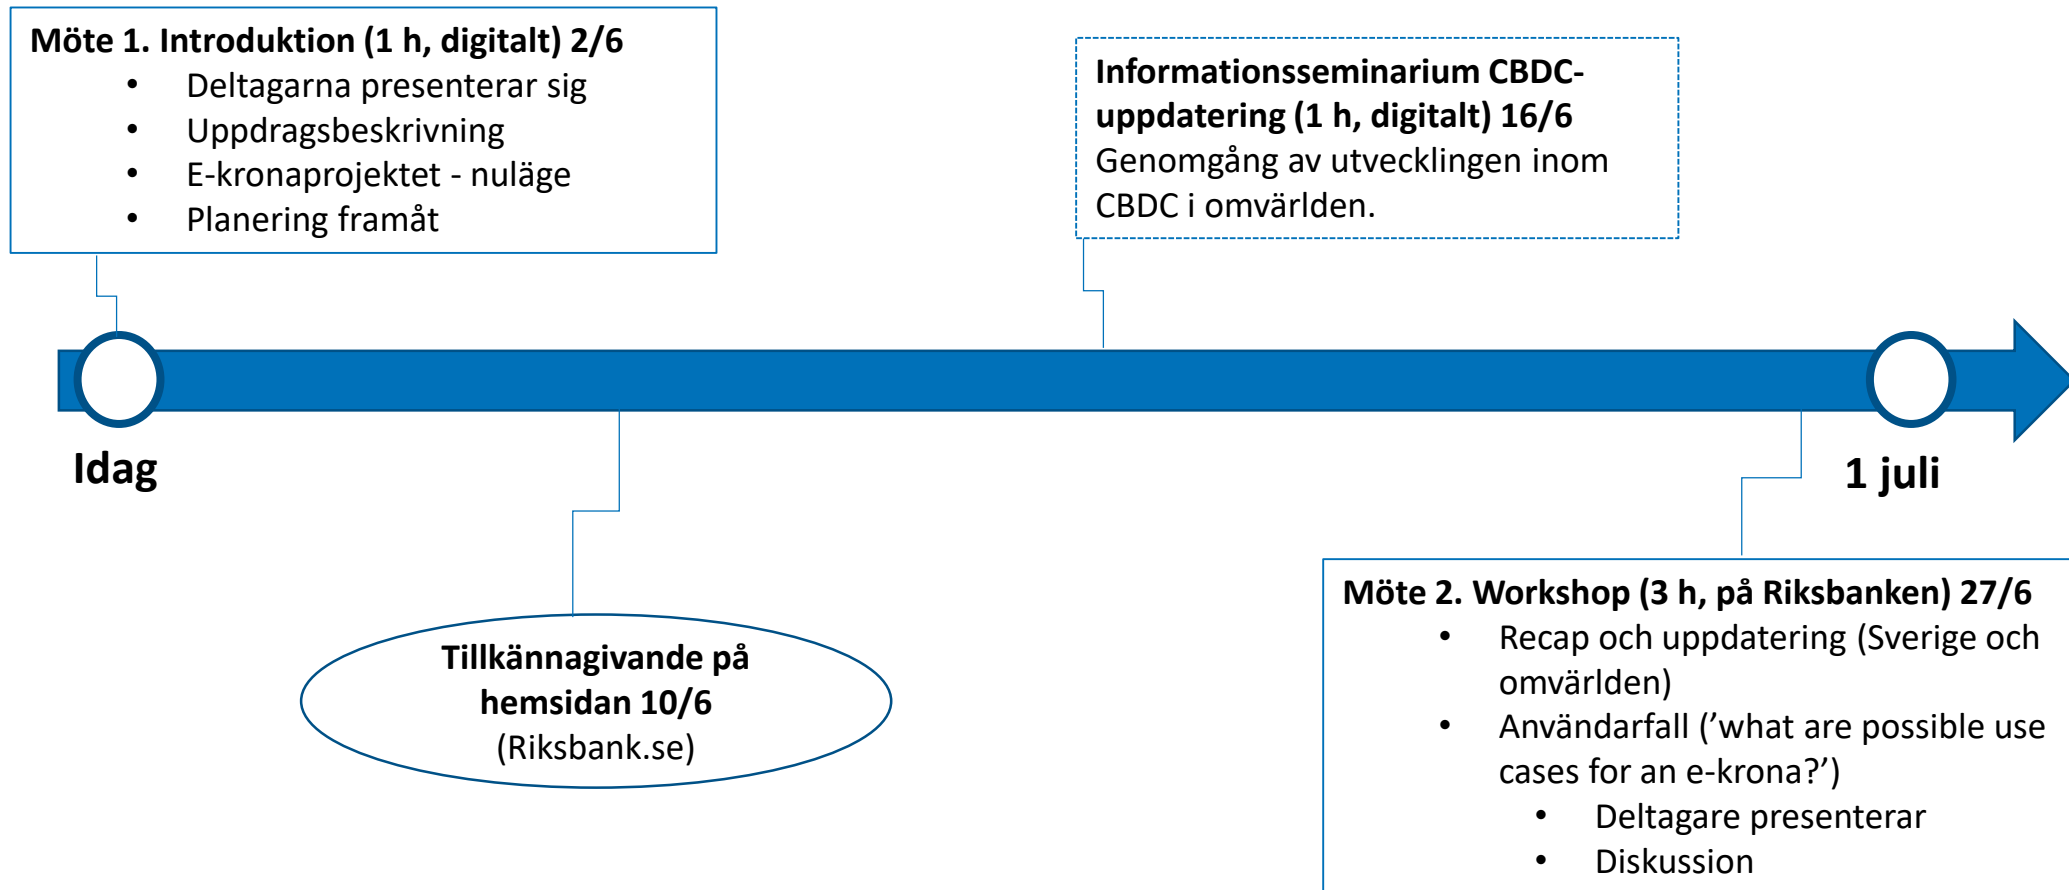 Möte 1. Introduktion (1 h, digitalt) 2/6
• Deltagarna presenterar sig
• Uppdragsbeskrivning
• E-kronaprojektet - nuläge
• Planering framåt
Informationsseminarium CBDC-
uppdatering (1 h, digitalt) 16/6
Genomgång av utvecklingen inom
CBDC i omvärlden.
Idag
1 juli
Tillkännagivande på
hemsidan 10/6
(Riksbank.se)
Möte 2. Workshop (3 h, på Riksbanken) 27/6
• Recap och uppdatering (Sverige och
omvärlden)
• Användarfall (’what are possible use
cases for an e-krona?’)
• Deltagare presenterar
• Diskussion